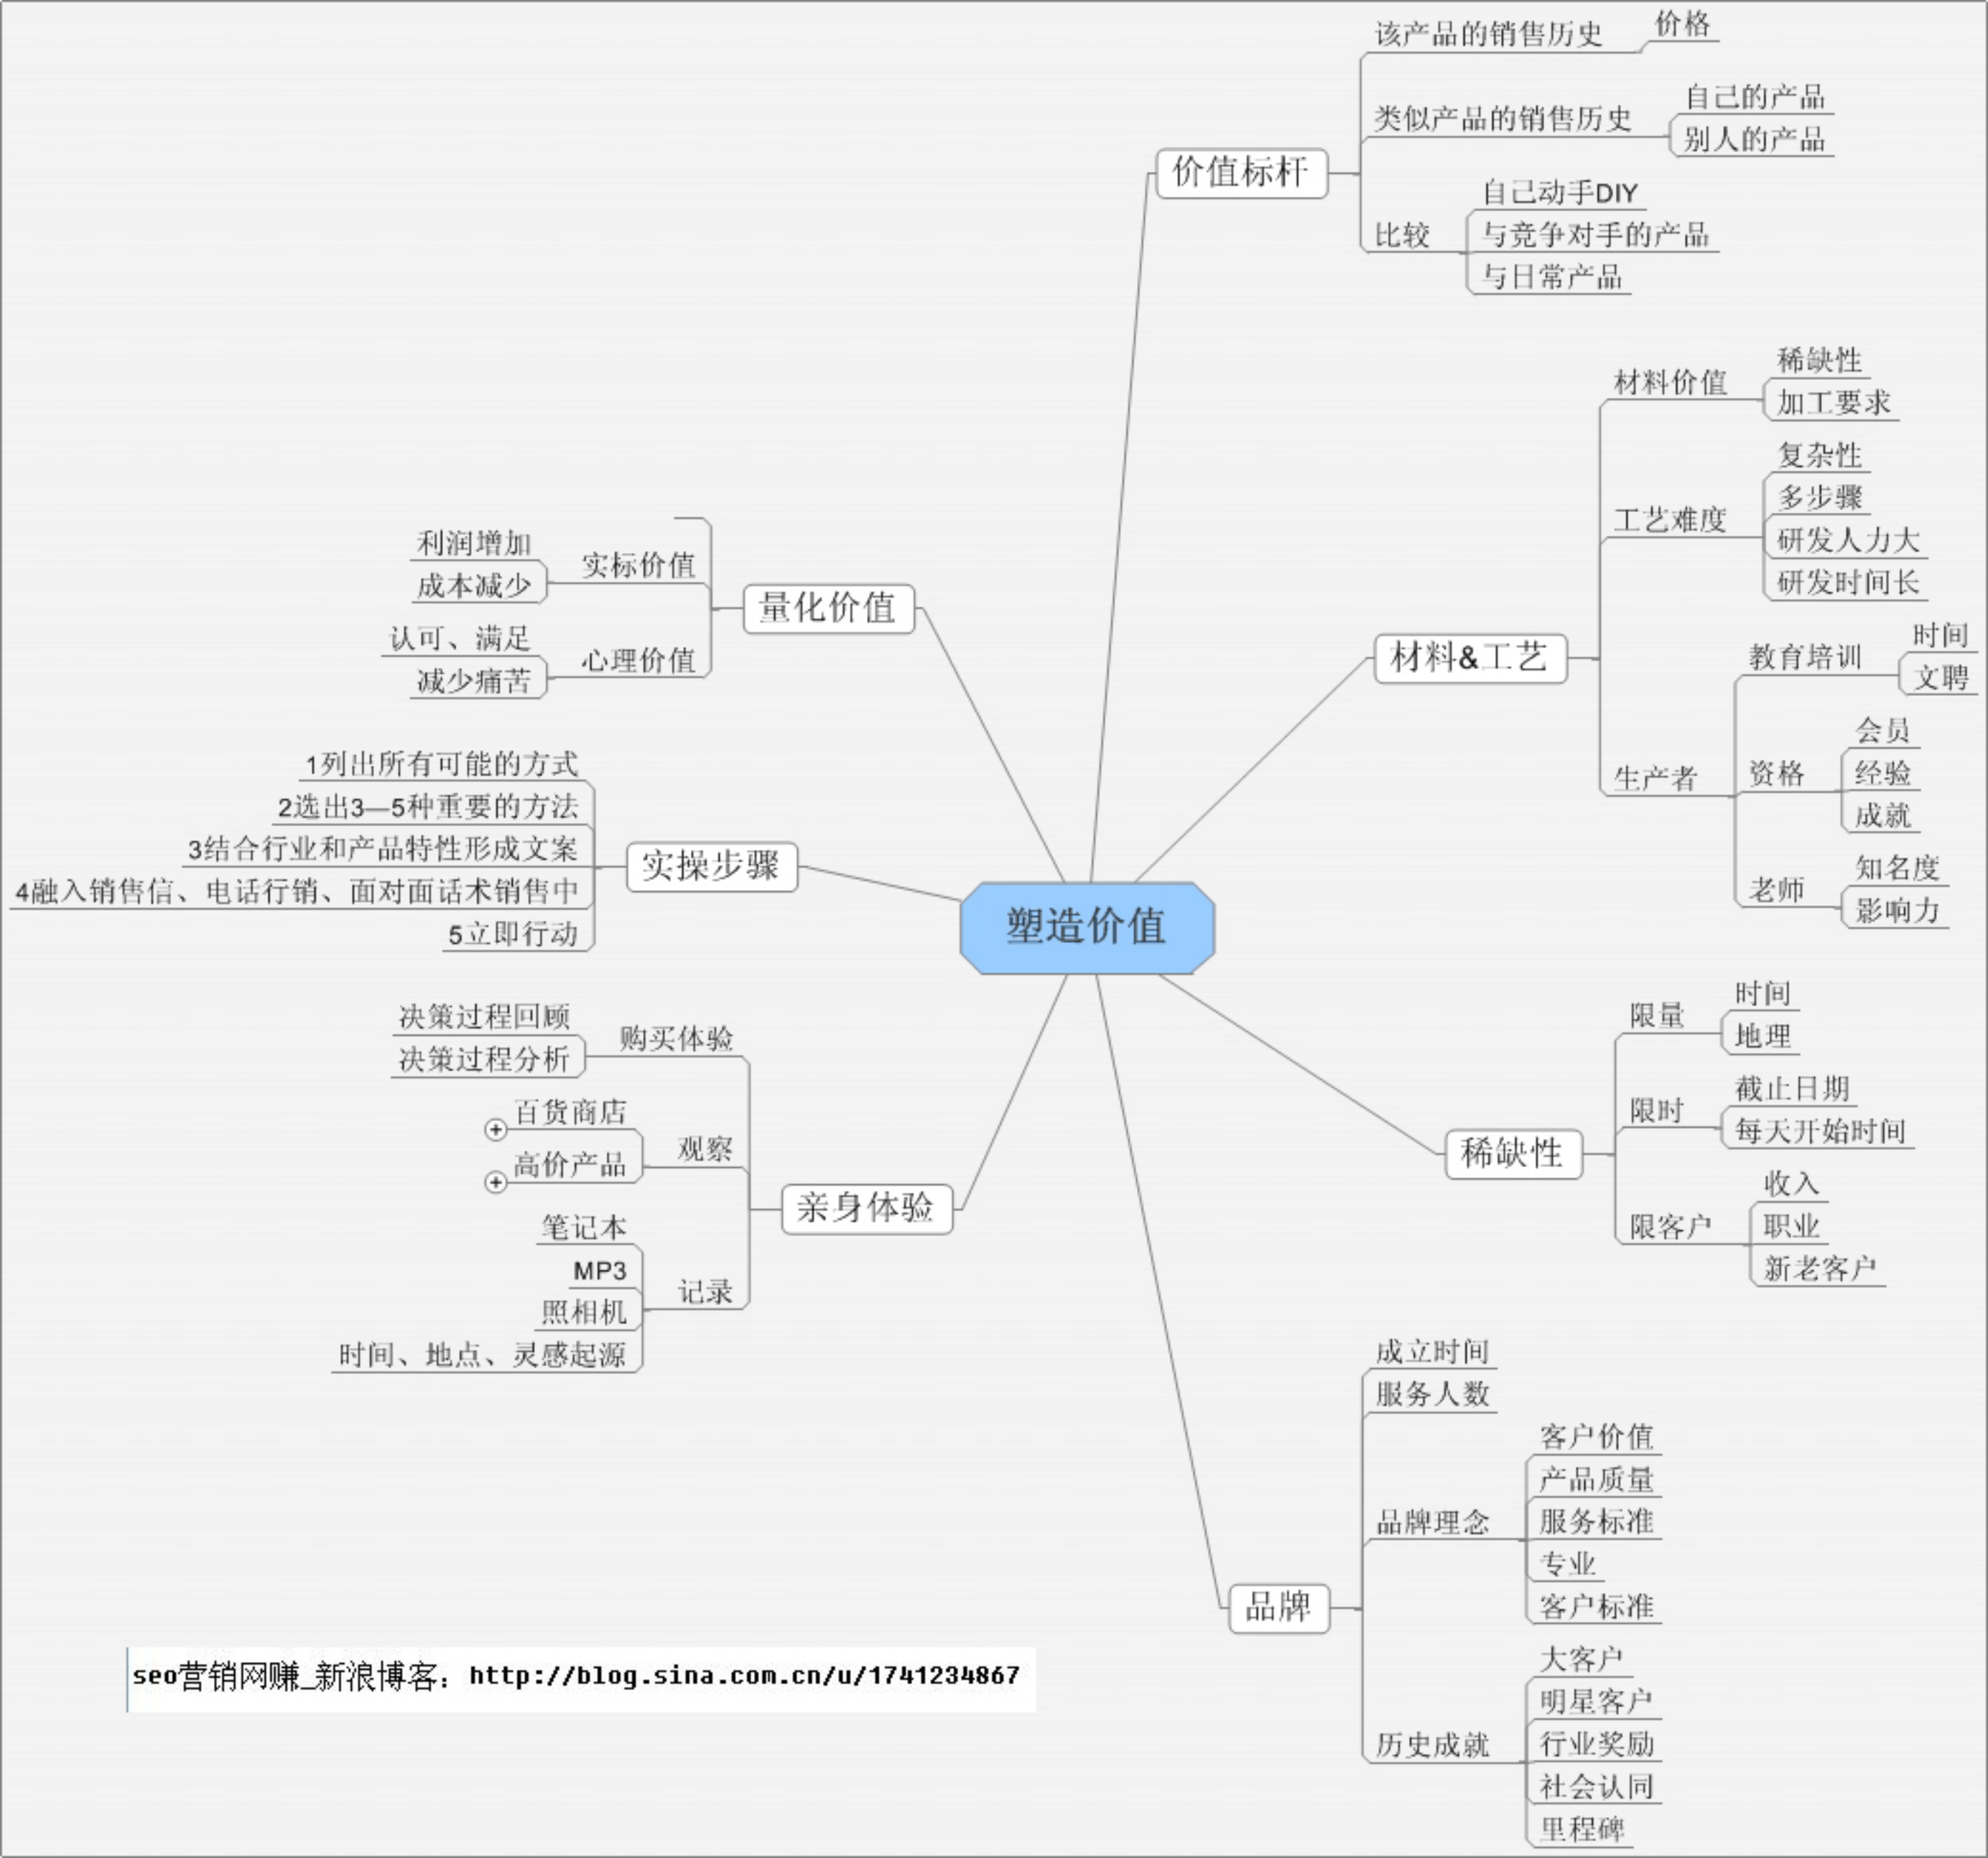 塑造价值
价值标杆
该产品的销售历史
价格
类似产品的销售历史
自己的产品
别人的产品
比较
自己动手DIY
与竞争对手的产品
与日常产品
材料&工艺
材料价值
稀缺性
加工要求
工艺难度
复杂性
多步骤
研发人力大
研发时间长
生产者
教育培训
时间
文聘
资格
会员
经验
成就
老师
知名度
影响力
稀缺性
限量
时间
地理
限时
截止日期
每天开始时间
限客户
收入
职业
新老客户
品牌
成立时间
服务人数
品牌理念
客户价值
产品质量
服务标准
专业
客户标准
历史成就
大客户
明星客户
行业奖励
社会认同
里程碑
量化价值
实标价值
利润增加
成本减少
心理价值
认可、满足
减少痛苦
实操步骤
1列出所有可能的方式
2选出3—5种重要的方法
3结合行业和产品特性形成文案
4融入销售信、电话行销、面对面话术销售中
5立即行动
亲身体验
购买体验
决策过程回顾
决策过程分析
观察
百货商店
高价产品
记录
笔记本
MP3
照相机
时间、地点、灵感起源
seo营销网赚_新浪博客：http://blog.sina.com.cn/u/1741234867